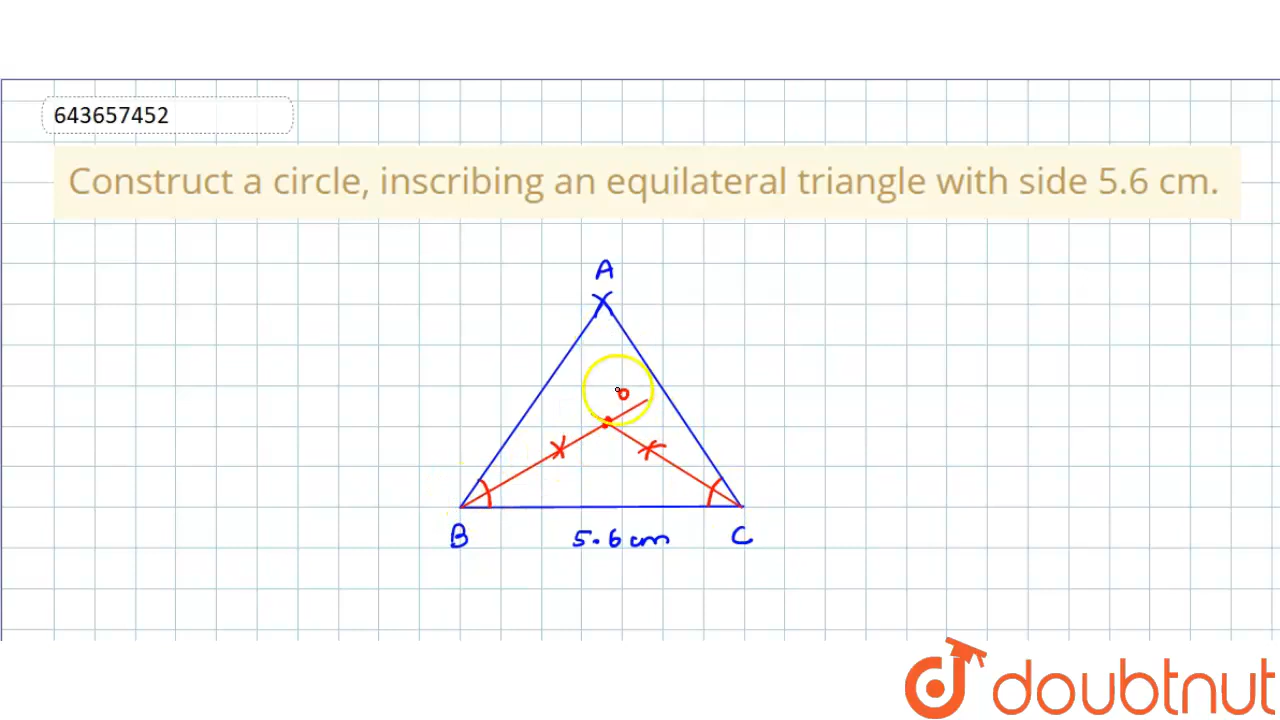 643657452
Construct a circle, inscribing an equilateral triangle with side 5.6 cm.
A
O
B 5.6 cm C
doubtnut